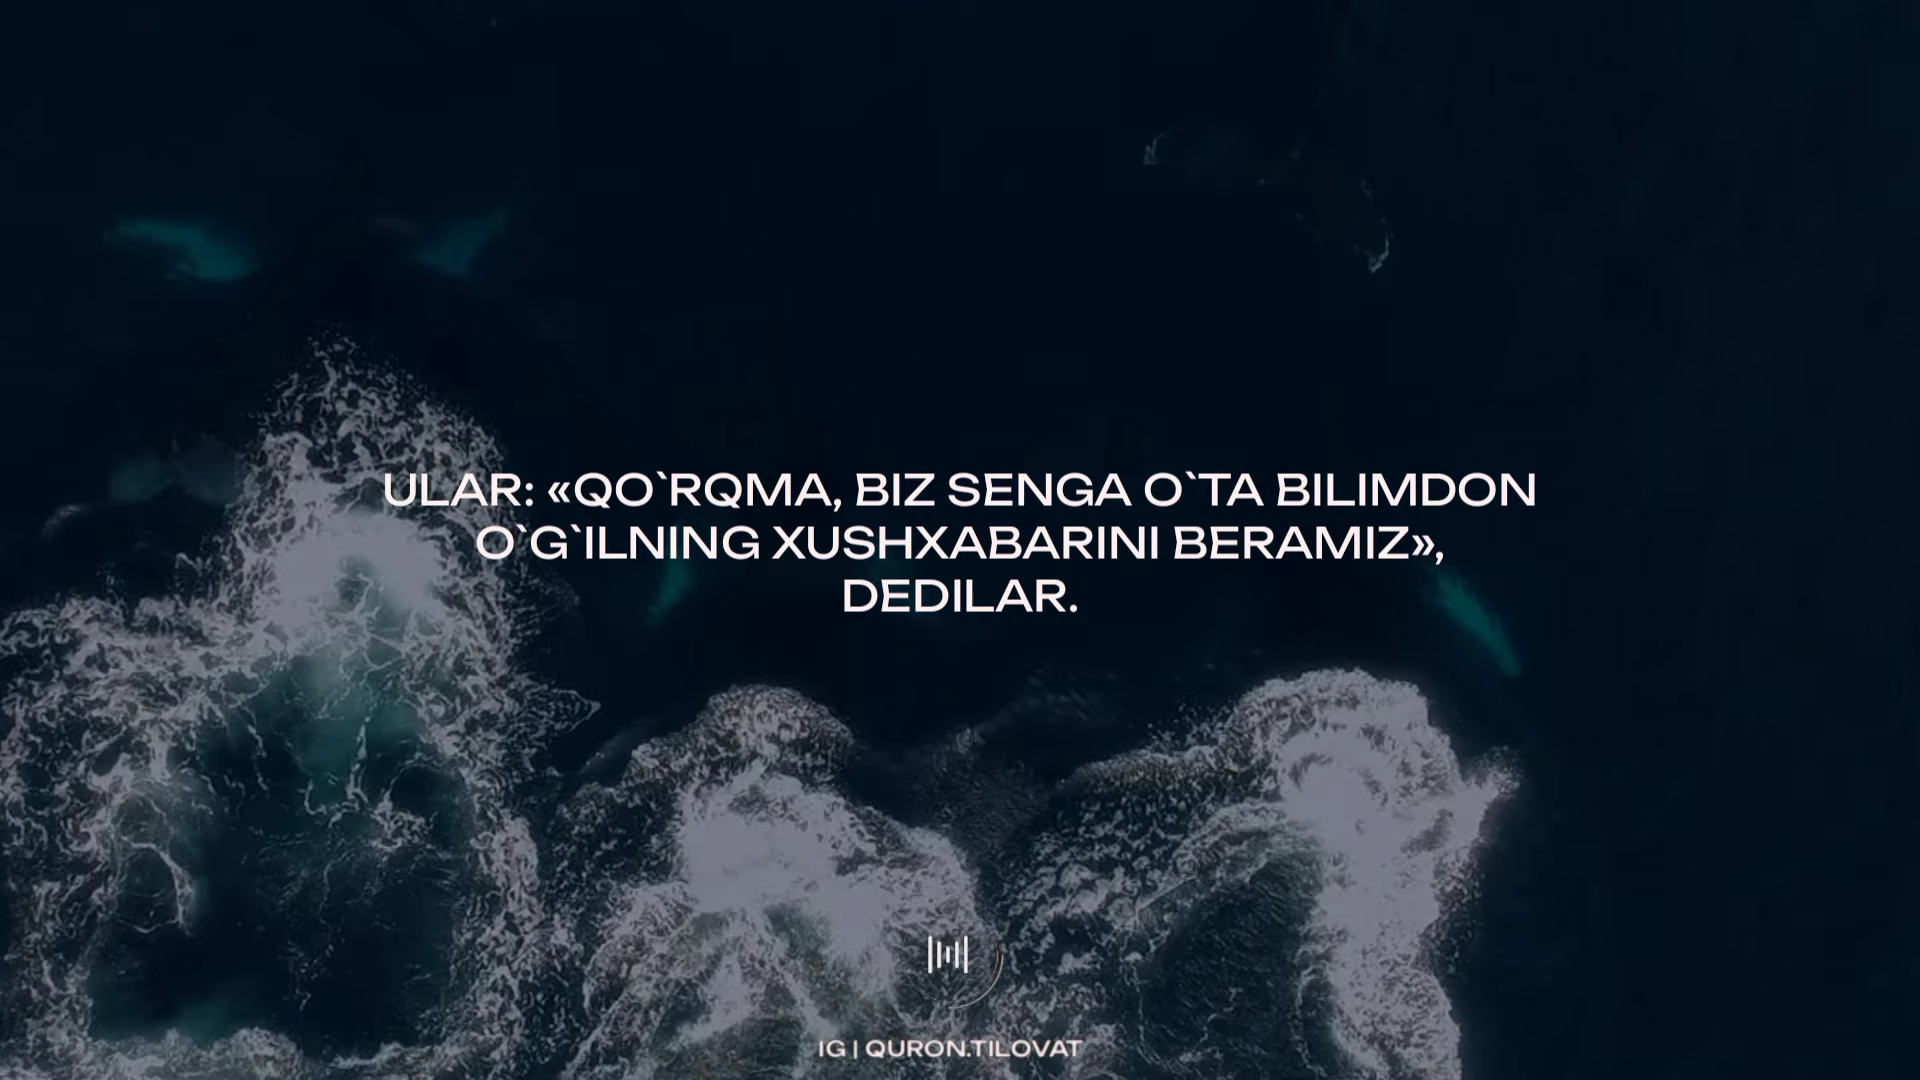 ULAR: «QO`RQMA, BIZ SENGA O`TA BILIMDON
O`G`ILNING XUSHXABARINI BERAMIZ»,
DEDILAR.
IG | QURON.TILOVAT